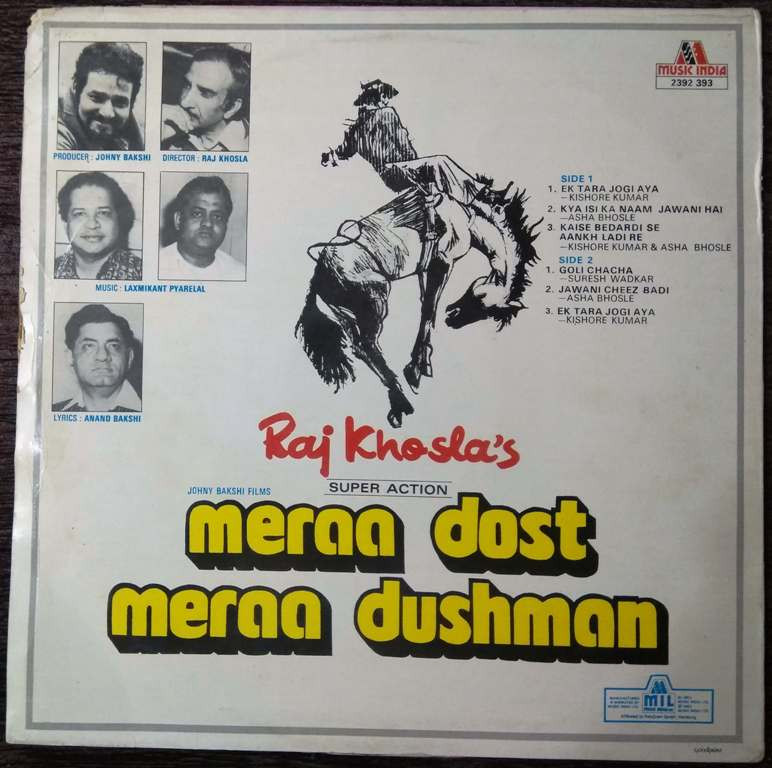 MUSIC INDIA
2392 393
PRODUCER : JOHNY BAKSHI
DIRECTOR : RAJ KHOSLA
MUSIC : LAXMIKANT PYARELAL
LYRICS : ANAND BAKSHI
SIDE 1
1. EK TARA JOGI AYA
—KISHORE KUMAR
2. KYA ISI KA NAAM JAWANI HAI
—ASHA BHOSLE
3. KAISE BEDARDI SE
AANKH LADI RE
—KISHORE KUMAR & ASHA BHOSLE
SIDE 2
1. GOLI CHACHA
—SURESH WADKAR
2. JAWANI CHEEZ BADI
—ASHA BHOSLE
3. EK TARA JOGI AYA
—KISHORE KUMAR
Raj Khosla's
SUPER ACTION
JOHNY BAKSHI FILMS
meraa dost
meraa dushman
MIL